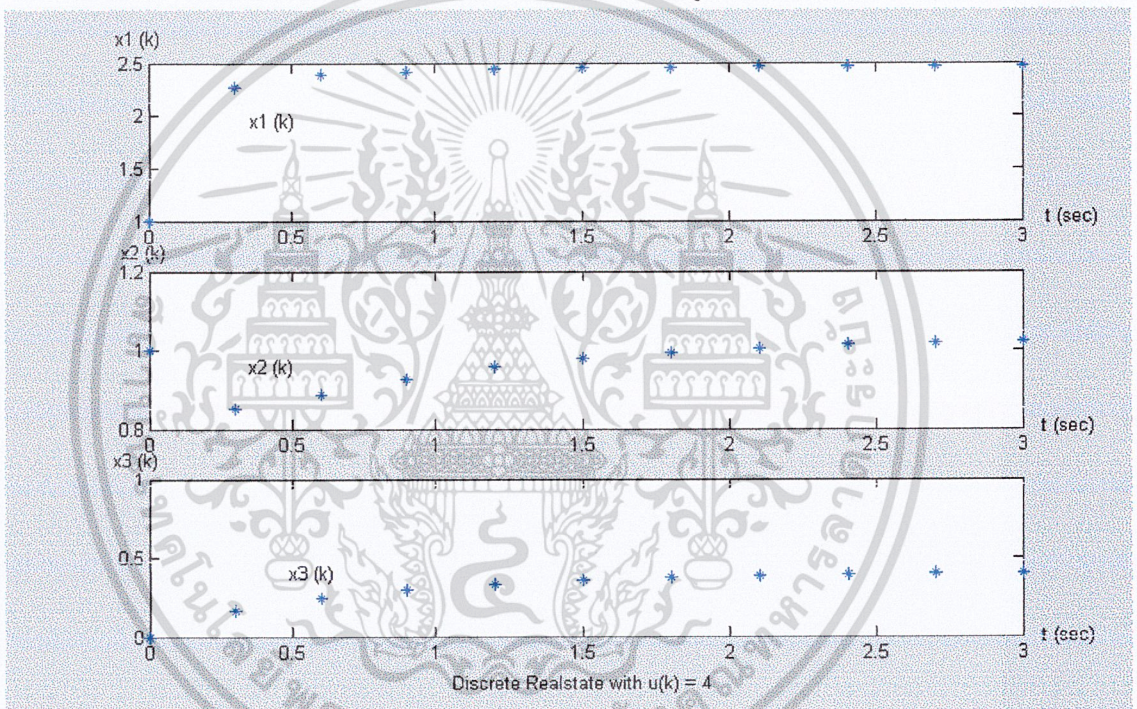 x1 (k)
2.5
2
1.5
1
x1 (k)
0 0.5 1 1.5 2 2.5 3
t (sec)
x2 (k)
1.2
1
0.8
x2 (k)
0 0.5 1 1.5 2 2.5 3
t (sec)
x3 (k)
1
0.5
0
x3 (k)
0 0.5 1 1.5 2 2.5 3
t (sec)
Discrete Realstate with u(k) = 4